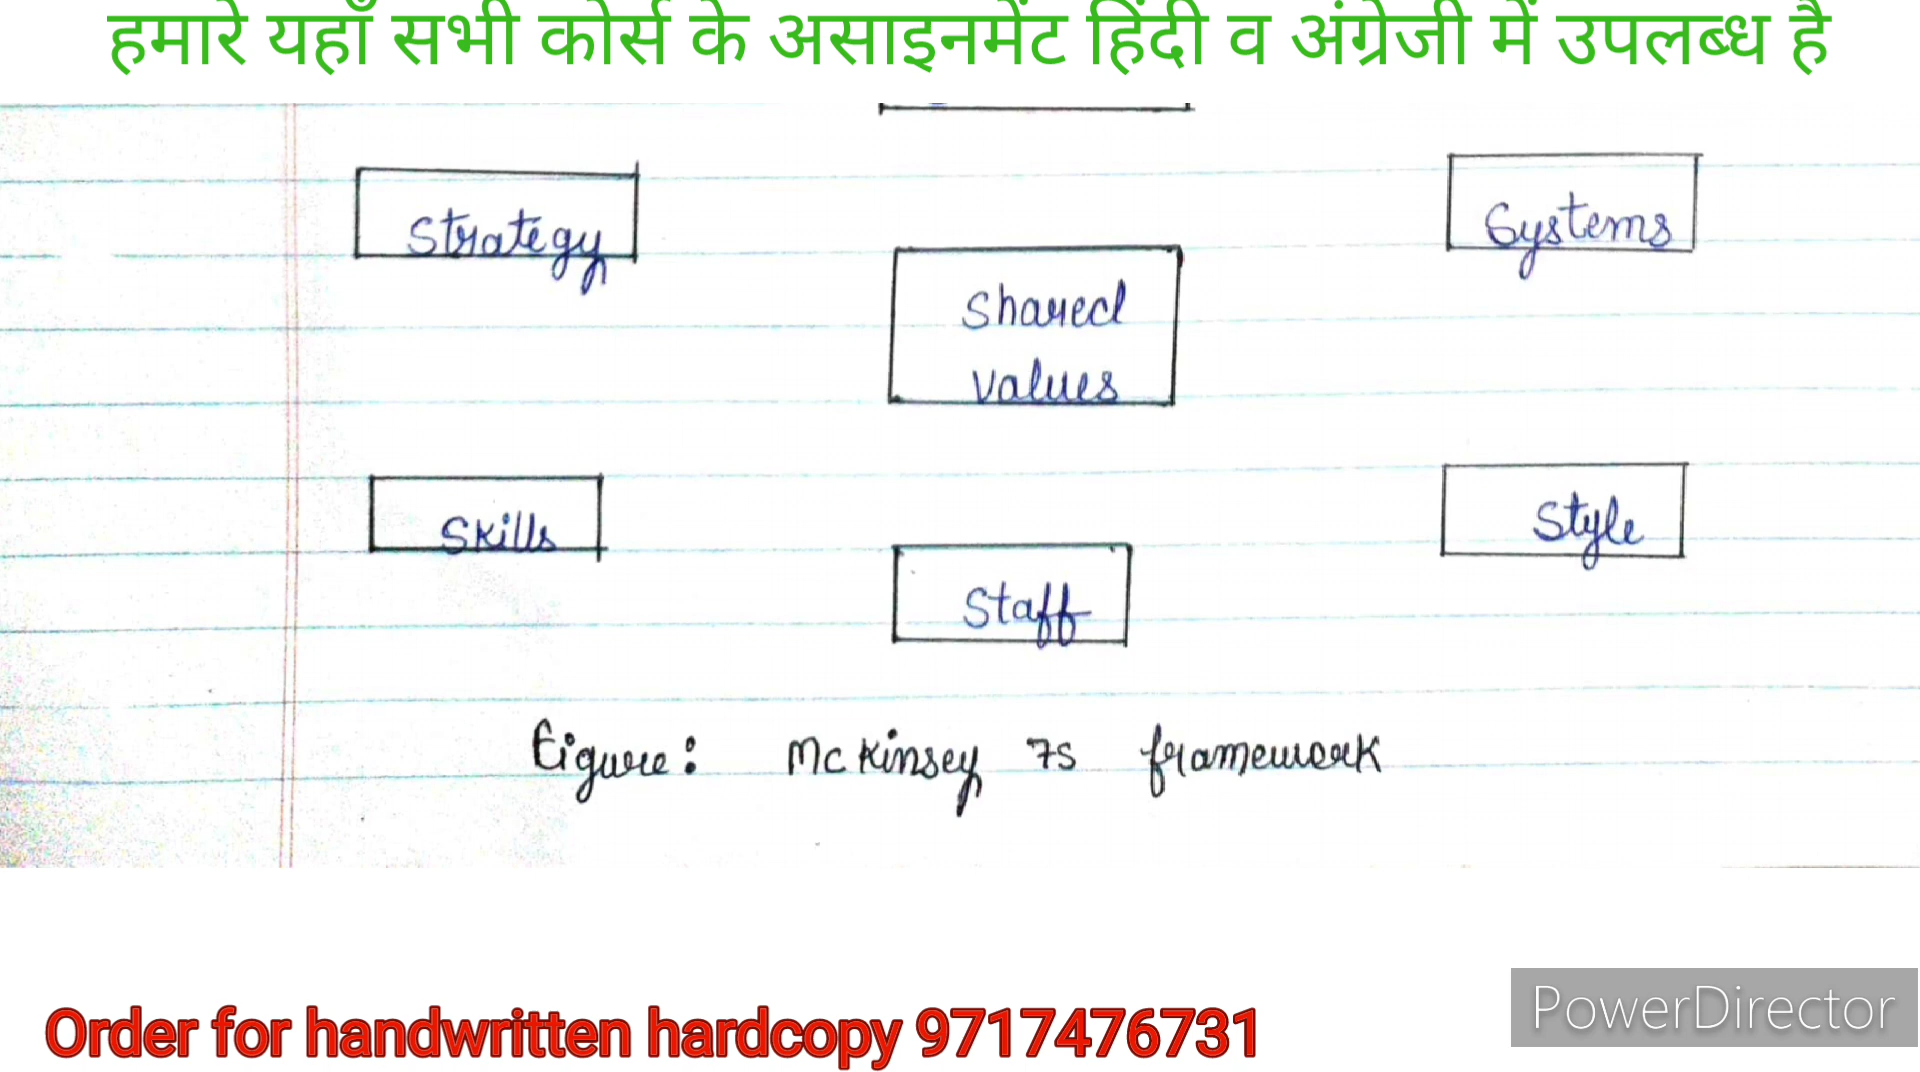 हमारे यहाँ सभी कोर्स के असाइनमेंट हिंदी व अंग्रेजी में उपलब्ध है
Strategy
Systems
Shared
values
Skills
Style
Staff
Figure: Mc Kinsey 7s framework
Order for handwritten hardcopy 9717476731
PowerDirector